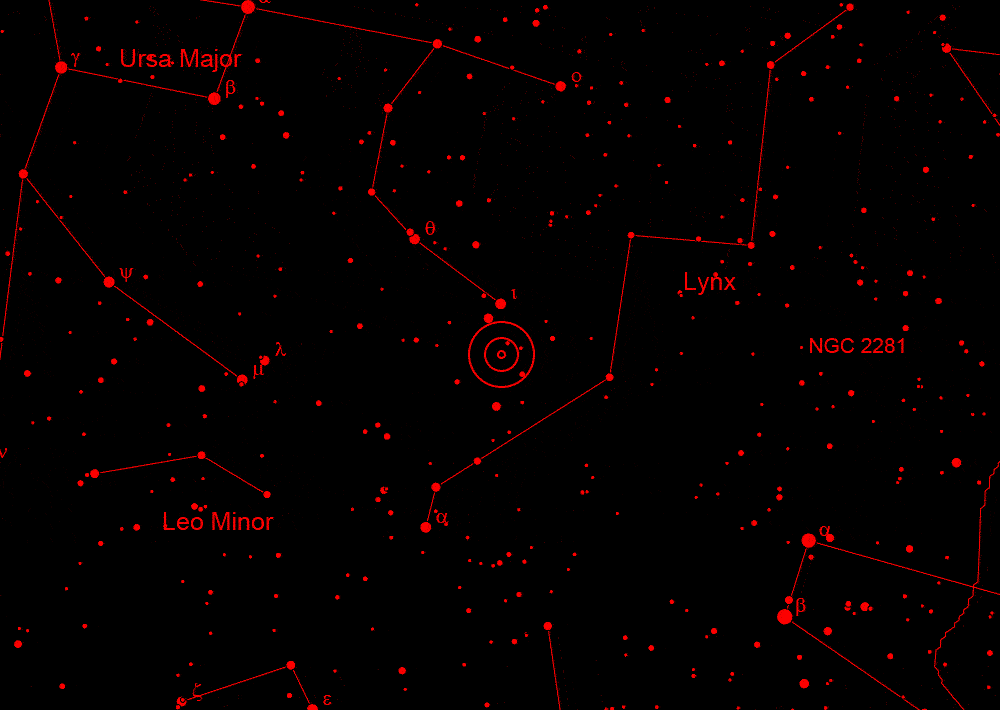 α
γ
Ursa Major
β
ο
θ
ψ
Lynx
ι
NGC 2281
λ
μ
ν
α
Leo Minor
α
β
ε